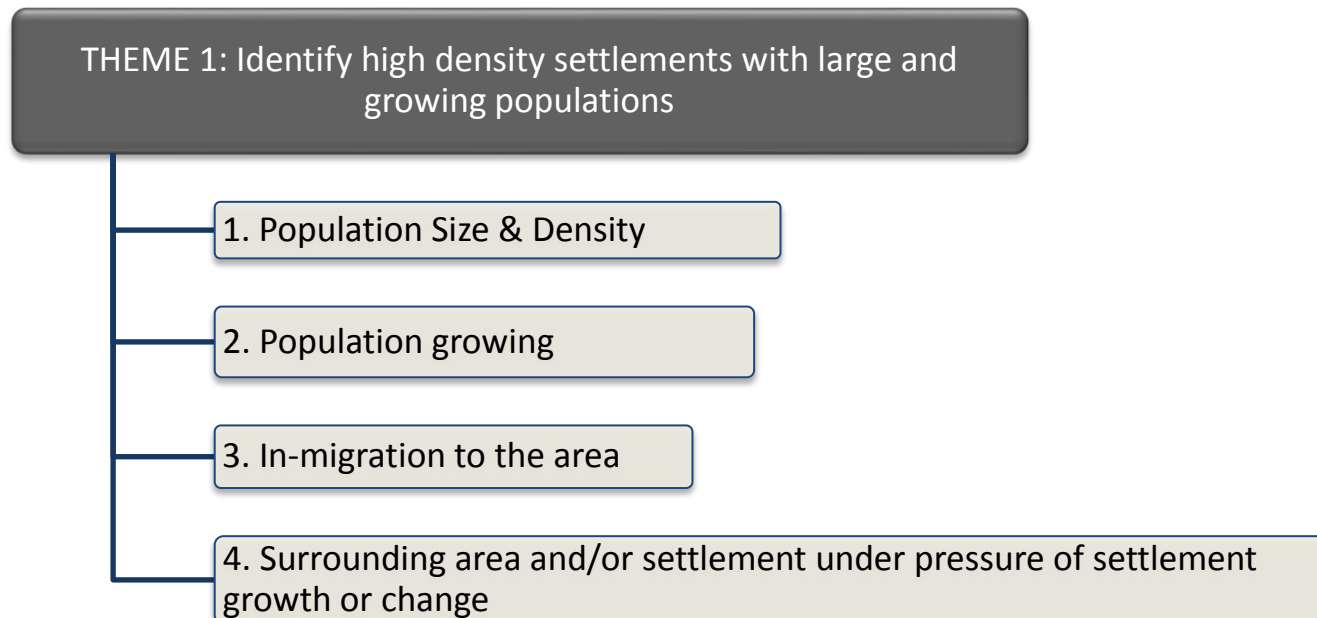 THEME 1: Identify high density settlements with large and
growing populations
1. Population Size & Density
2. Population growing
3. In-migration to the area
4. Surrounding area and/or settlement under pressure of settlement
growth or change